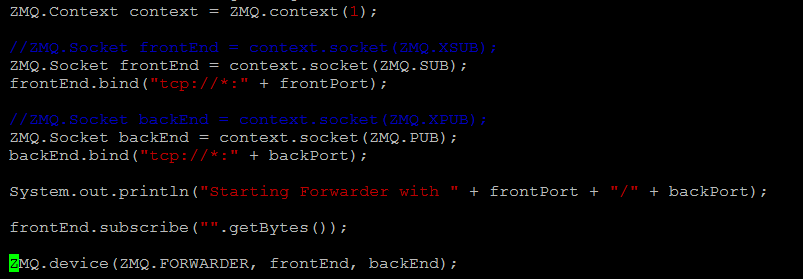 ZMQ.Context context = ZMQ.context(1);
//ZMQ.Socket frontEnd = context.socket(ZMQ.XSUB);
ZMQ.Socket frontEnd = context.socket(ZMQ.SUB);
frontEnd.bind("tcp://*:" + frontPort);
//ZMQ.Socket backEnd = context.socket(ZMQ.XPUB);
ZMQ.Socket backEnd = context.socket(ZMQ.PUB);
backEnd.bind("tcp://*:" + backPort);
System.out.println("Starting Forwarder with " + frontPort + "/" + backPort);
frontEnd.subscribe("".getBytes());
ZMQ.device(ZMQ.FORWARDER, frontEnd, backEnd);